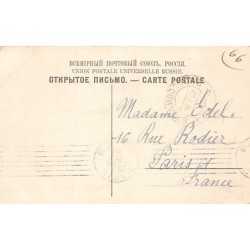 66
ВСЕМІРНЫЙ ПОЧТОВЫЙ СОЮЗЪ. РОССІЯ.
UNION POSTALE UNIVERSELLE RUSSIE.
ОТКРЫТОЕ ПИСЬМО. — CARTE POSTALE
Madame Edel.
16 Rue Rodier
Paris
France